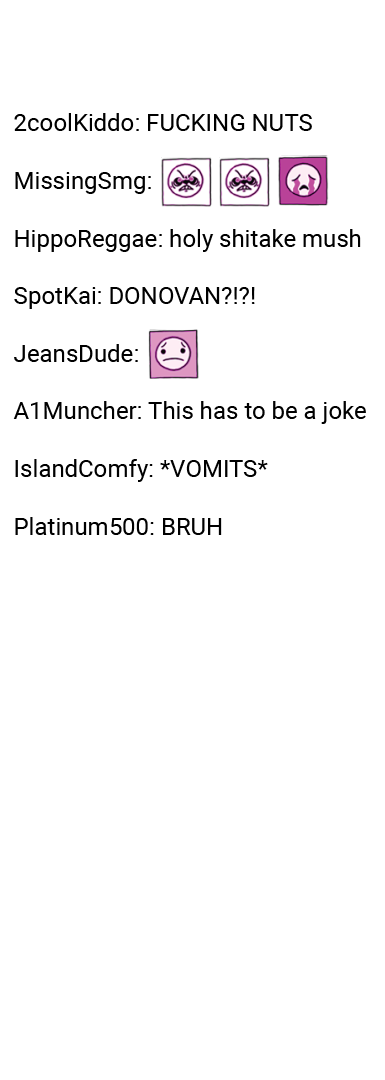 2coolKiddo: FUCKING NUTS
MissingSmg:
HippoReggae: holy shitake mush
SpotKai: DONOVAN?!?!
JeansDude:
A1Muncher: This has to be a joke
IslandComfy: *VOMITS*
Platinum500: BRUH